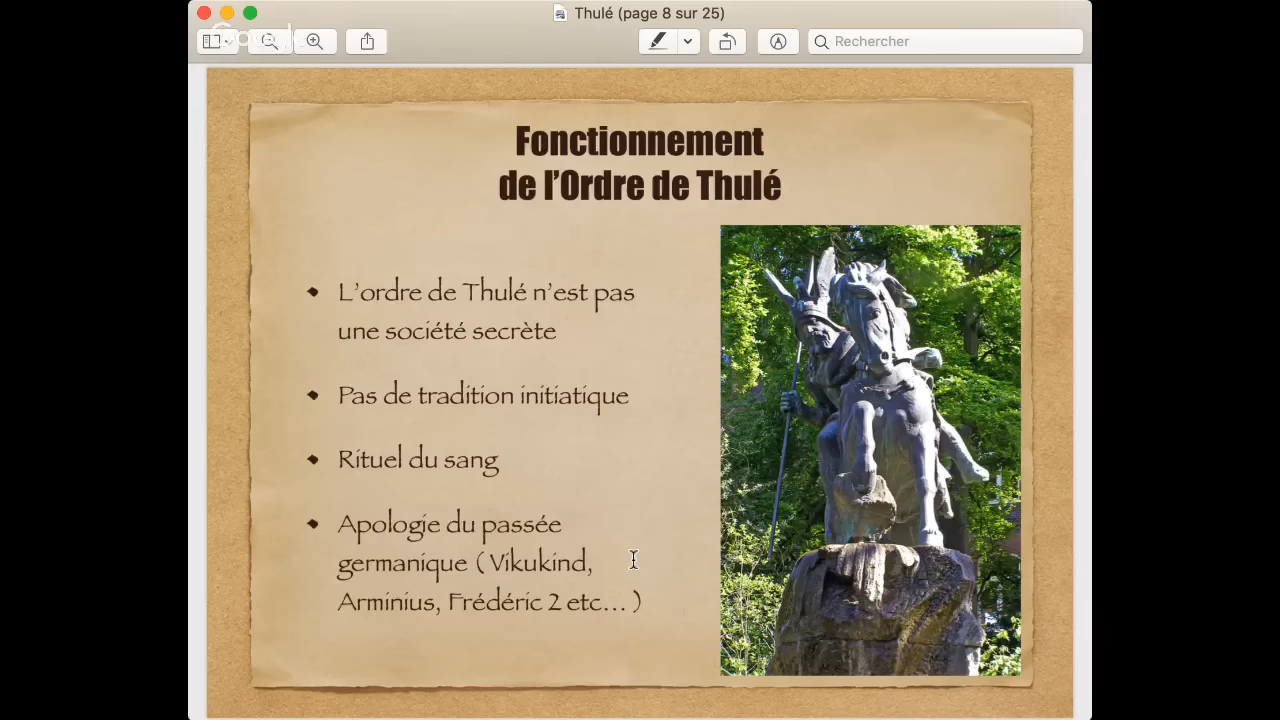 Thulé (page 8 sur 25)
Google
Rechercher
Fonctionnement
de l'Ordre de Thulé
• L'ordre de Thulé n'est pas
une société secrète
• Pas de tradition initiatique
• Rituel du sang
• Apologie du passée
germanique ( Vikukind,
Arminius, Frédéric 2 etc... )